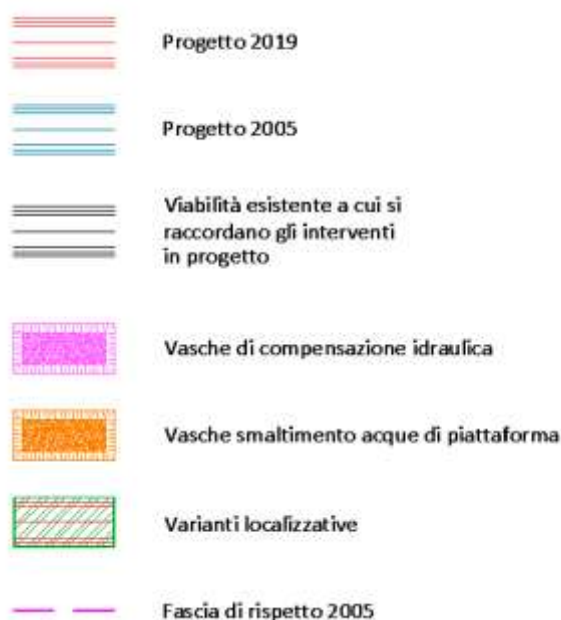 Progetto 2019
Progetto 2005
Viabilità esistente a cui si
raccordano gli interventi
in progetto
Vasche di compensazione idraulica
Vasche smaltimento acque di piattaforma
Varianti localizzative
Fascia di rispetto 2005